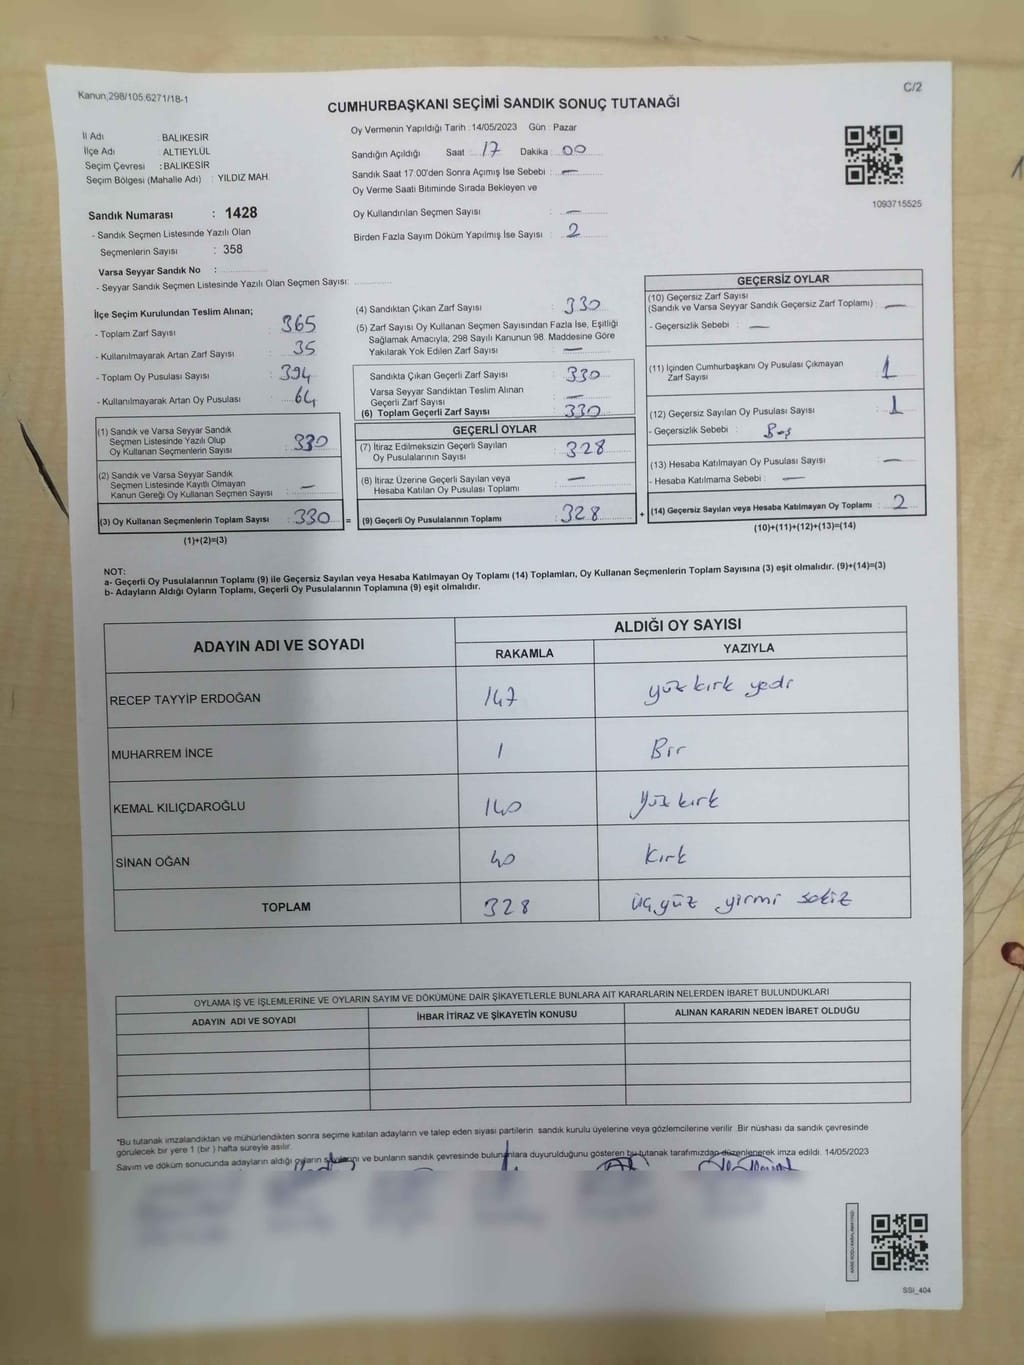 Kanun;298/105;6271/18-1
C/2
CUMHURBAŞKANI SEÇİMİ SANDIK SONUÇ TUTANAĞI
İl Adı BALIKESİR
İlçe Adı ALTIEYLÜL
Seçim Çevresi : BALIKESİR
Seçim Bölgesi (Mahalle Adı) : YILDIZ MAH.
Sandık Numarası : 1428
- Sandık Seçmen Listesinde Yazılı Olan
Seçmenlerin Sayısı : 358
Varsa Seyyar Sandık No :
- Seyyar Sandık Seçmen Listesinde Yazılı Olan Seçmen Sayısı:
Oy Vermenin Yapıldığı Tarih : 14/05/2023 Gün : Pazar
Sandığın Açıldığı Saat : 17 Dakika : 00
Sandık Saat 17.00'den Sonra Açımış İse Sebebi : —
Oy Verme Saati Bitiminde Sırada Bekleyen ve
Oy Kullandırılan Seçmen Sayısı : —
Birden Fazla Sayım Döküm Yapılmış İse Sayısı : 2
1093715525
İlçe Seçim Kurulundan Teslim Alınan;
- Toplam Zarf Sayısı : 365
- Kullanılmayarak Artan Zarf Sayısı : 35
- Toplam Oy Pusulası Sayısı : 394
- Kullanılmayarak Artan Oy Pusulası : 64
(1) Sandık ve Varsa Seyyar Sandık
Seçmen Listesinde Yazılı Olup
Oy Kullanan Seçmenlerin Sayısı : 330
(2) Sandık ve Varsa Seyyar Sandık
Seçmen Listesinde Kayıtlı Olmayan
Kanun Gereği Oy Kullanan Seçmen Sayısı : —
(3) Oy Kullanan Seçmenlerin Toplam Sayısı : 330 =
(1)+(2)=(3)
(4) Sandıktan Çıkan Zarf Sayısı : 330
(5) Zarf Sayısı Oy Kullanan Seçmen Sayısından Fazla İse, Eşitliği
Sağlamak Amacıyla; 298 Sayılı Kanunun 98. Maddesine Göre
Yakılarak Yok Edilen Zarf Sayısı : —
Sandıkta Çıkan Geçerli Zarf Sayısı : 330
Varsa Seyyar Sandıktan Teslim Alınan
Geçerli Zarf Sayısı : —
(6) Toplam Geçerli Zarf Sayısı : 330
GEÇERLİ OYLAR
(7) İtiraz Edilmeksizin Geçerli Sayılan
Oy Pusulalarının Sayısı : 328
(8) İtiraz Üzerine Geçerli Sayılan veya
Hesaba Katılan Oy Pusulası Toplamı : —
(9) Geçerli Oy Pusulalarının Toplamı : 328 +
GEÇERSİZ OYLAR
(10) Geçersiz Zarf Sayısı
(Sandık ve Varsa Seyyar Sandık Geçersiz Zarf Toplamı) : —
- Geçersizlik Sebebi : —
(11) İçinden Cumhurbaşkanı Oy Pusulası Çıkmayan
Zarf Sayısı : 1
(12) Geçersiz Sayılan Oy Pusulası Sayısı : 1
- Geçersizlik Sebebi : Boş
(13) Hesaba Katılmayan Oy Pusulası Sayısı : —
- Hesaba Katılmama Sebebi : —
(14) Geçersiz Sayılan veya Hesaba Katılmayan Oy Toplamı : 2
(10)+(11)+(12)+(13)=(14)
NOT:
a- Geçerli Oy Pusulalarının Toplamı (9) ile Geçersiz Sayılan veya Hesaba Katılmayan Oy Toplamı (14) Toplamları, Oy Kullanan Seçmenlerin Toplam Sayısına (3) eşit olmalıdır. (9)+(14)=(3)
b- Adayların Aldığı Oyların Toplamı, Geçerli Oy Pusulalarının Toplamına (9) eşit olmalıdır.
ADAYIN ADI VE SOYADI ALDIĞI OY SAYISI
RAKAMLA YAZIYLA
RECEP TAYYİP ERDOĞAN 147 yüz kırk yedi
MUHARREM İNCE 1 Bir
KEMAL KILIÇDAROĞLU 140 Yüz kırk
SİNAN OĞAN 40 Kırk
TOPLAM 328 üçyüz yirmi sekiz
OYLAMA İŞ VE İŞLEMLERİNE VE OYLARIN SAYIM VE DÖKÜMÜNE DAİR ŞİKAYETLERLE BUNLARA AİT KARARLARIN NELERDEN İBARET BULUNDUKLARI
ADAYIN ADI VE SOYADI İHBAR İTİRAZ VE ŞİKAYETİN KONUSU ALINAN KARARIN NEDEN İBARET OLDUĞU
*Bu tutanak imzalandıktan ve mühürlendikten sonra seçime katılan adayların ve talep eden siyasi partilerin sandık kurulu üyelerine veya gözlemcilerine verilir. Bir nüshası da sandık çevresinde
görülecek bir yere 1 (bir) hafta süreyle asılır.
Sayım ve döküm sonucunda adayların aldığı oyların sayılarını ve bunların sandık çevresinde bulunanlara duyurulduğunu gösteren bu tutanak tarafımızdan düzenlenerek imza edildi. 14/05/2023
SSI_404